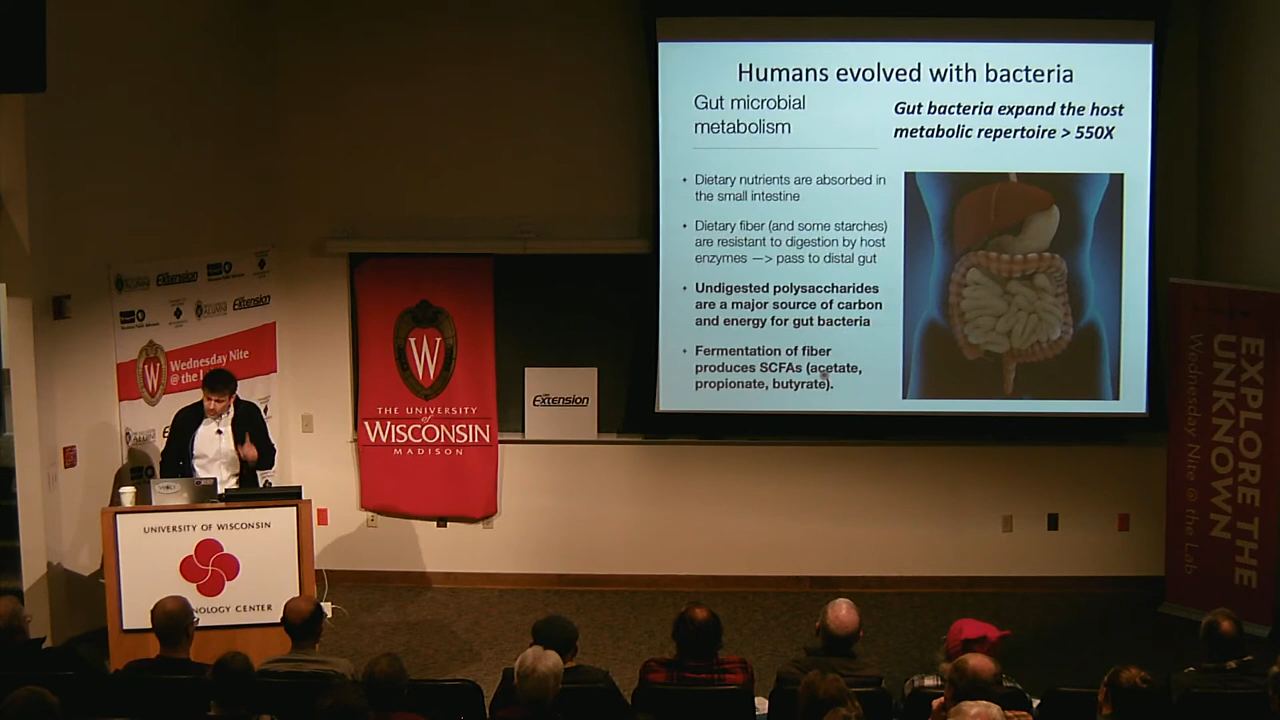 Humans evolved with bacteria
Gut microbial
metabolism
Gut bacteria expand the host
metabolic repertoire > 550X
Dietary nutrients are absorbed in
the small intestine
Dietary fiber (and some starches)
are resistant to digestion by host
enzymes —> pass to distal gut
Undigested polysaccharides
are a major source of carbon
and energy for gut bacteria
Fermentation of fiber
produces SCFAs (acetate,
propionate, butyrate).
Extension
Extension
Wednesday Nite
@ the L
W
THE UNIVERSITY
of
WISCONSIN
MADISON
Extension
UNIVERSITY OF WISCONSIN
NOLOGY CENTER
EXPLORE THE
UNKNOWN
Wednesday Nite @ the Lab